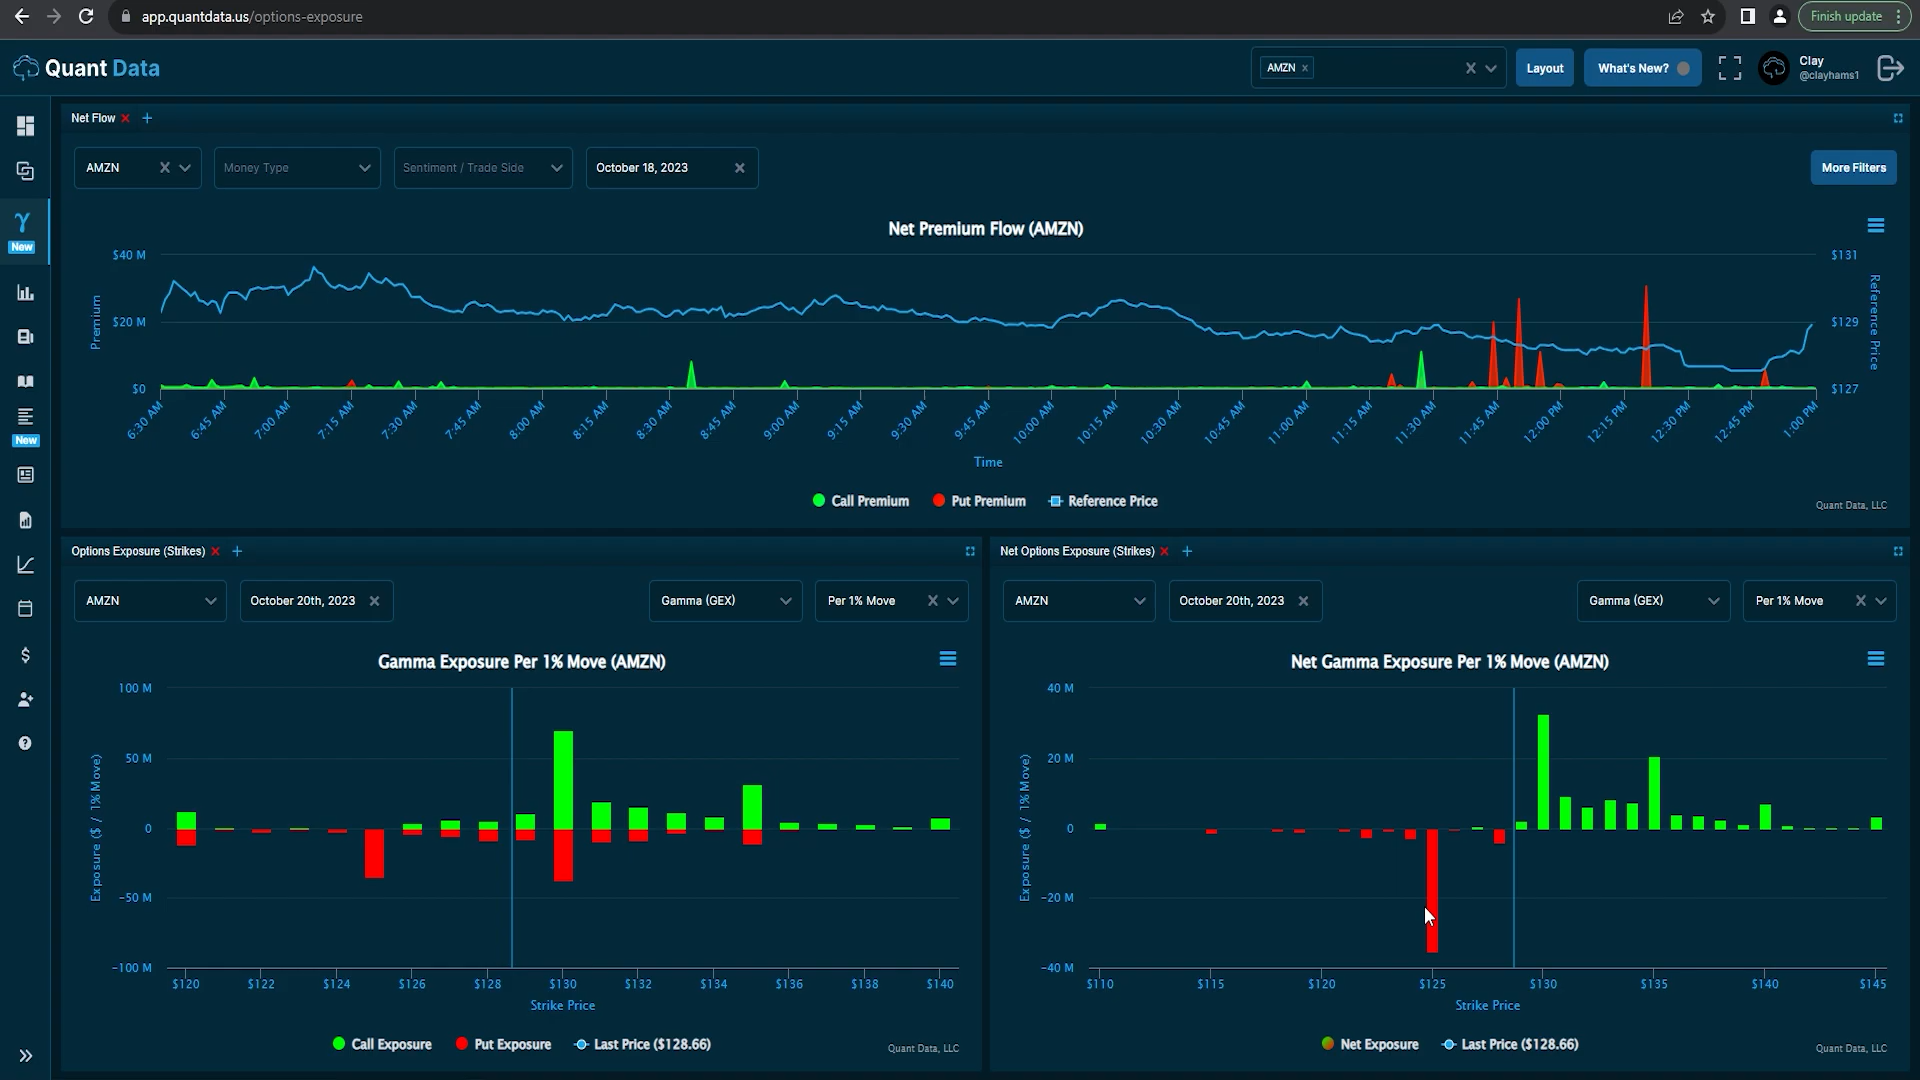 app.quantdata.us/options-exposure
Finish update
Quant Data
AMZN ×
Layout
What's New?
Clay
@clayhams1
Net Flow × +
AMZN
Money Type
Sentiment / Trade Side
October 18, 2023
More Filters
New
Net Premium Flow (AMZN)
$40 M
$20 M
$0
Premium
$131
$129
$127
Reference Price
6:30 AM 6:45 AM 7:00 AM 7:15 AM 7:30 AM 7:45 AM 8:00 AM 8:15 AM 8:30 AM 8:45 AM 9:00 AM 9:15 AM 9:30 AM 9:45 AM 10:00 AM 10:15 AM 10:30 AM 10:45 AM 11:00 AM 11:15 AM 11:30 AM 11:45 AM 12:00 PM 12:15 PM 12:30 PM 12:45 PM 1:00 PM
Time
Call Premium Put Premium Reference Price
Quant Data, LLC
New
Options Exposure (Strikes) × +
AMZN
October 20th, 2023
Gamma (GEX)
Per 1% Move
Gamma Exposure Per 1% Move (AMZN)
100 M
50 M
0
-50 M
-100 M
Exposure ($ / 1% Move)
$120 $122 $124 $126 $128 $130 $132 $134 $136 $138 $140
Strike Price
Call Exposure Put Exposure Last Price ($128.66)
Quant Data, LLC
Net Options Exposure (Strikes) × +
AMZN
October 20th, 2023
Gamma (GEX)
Per 1% Move
Net Gamma Exposure Per 1% Move (AMZN)
40 M
20 M
0
-20 M
-40 M
Exposure ($ / 1% Move)
$110 $115 $120 $125 $130 $135 $140 $145
Strike Price
Net Exposure Last Price ($128.66)
Quant Data, LLC